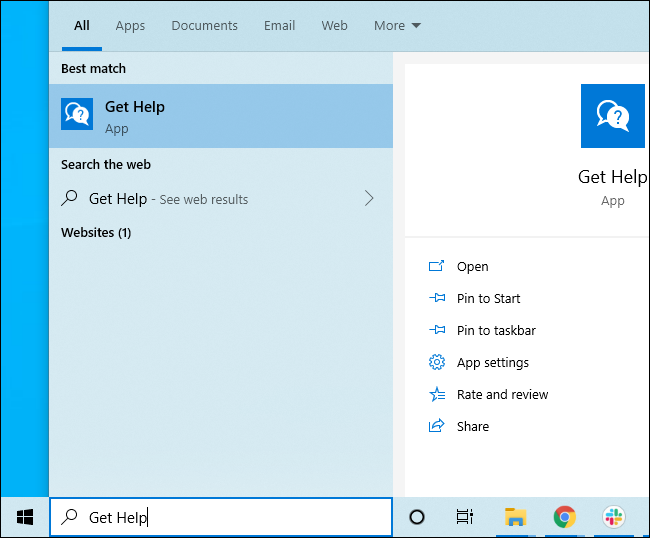 All Apps Documents Email Web More
Best match
Get Help
App
Search the web
Get Help - See web results
Websites (1)
Get Help
App
Open
Pin to Start
Pin to taskbar
App settings
Rate and review
Share
Get Help